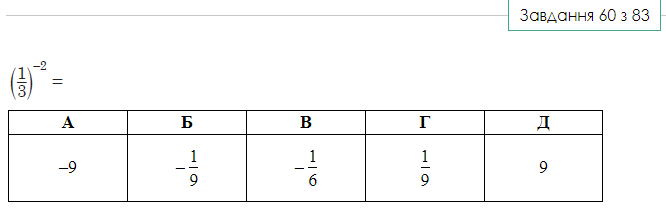 Завдання 60 з 83
(1/3)^−2 =
А Б В Г Д
−9 −1/9 −1/6 1/9 9